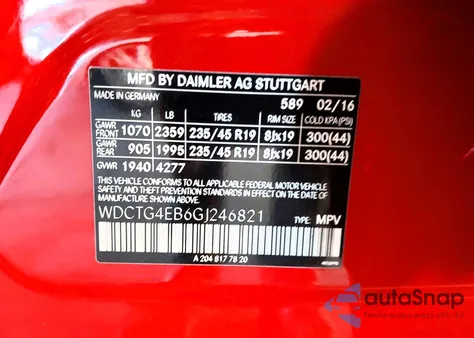 MFD BY DAIMLER AG STUTTGART
MADE IN GERMANY 589 02/16
KG LB TIRES RIM SIZE COLD KPA (PSI)
GAWR FRONT 1070 2359 235/45 R19 8Jx19 300(44)
GAWR REAR 905 1995 235/45 R19 8Jx19 300(44)
GVWR 1940 4277
THIS VEHICLE CONFORMS TO ALL APPLICABLE FEDERAL MOTOR VEHICLE
SAFETY AND THEFT PREVENTION STANDARDS IN EFFECT ON THE DATE
OF MANUFACTURE SHOWN ABOVE.
WDCTG4EB6GJ246821 TYPE: MPV
A 204 817 78 20
autoSnap